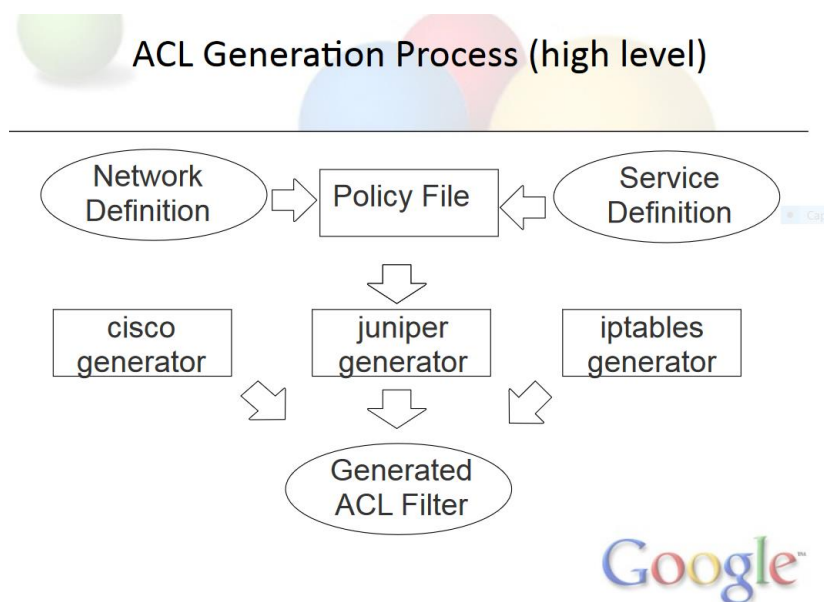 ACL Generation Process (high level)
Network
Definition
Policy File
Service
Definition
cisco
generator
juniper
generator
iptables
generator
Generated
ACL Filter
Google